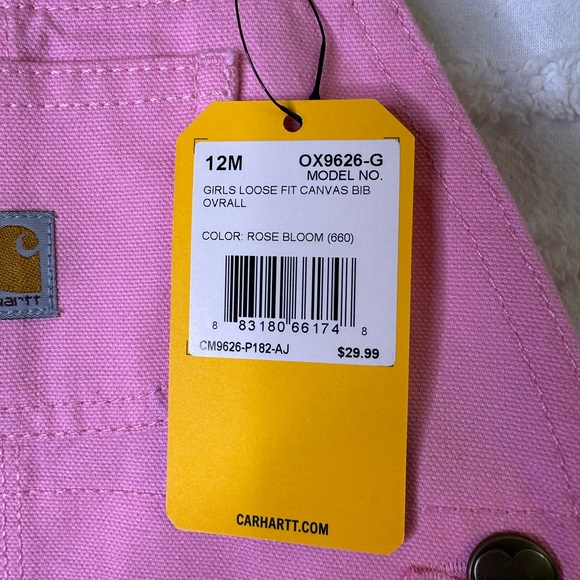 12M OX9626-G
MODEL NO.
GIRLS LOOSE FIT CANVAS BIB
OVRALL
COLOR: ROSE BLOOM (660)
8 83180 66174 8
CM9626-P182-AJ $29.99
CARHARTT.COM